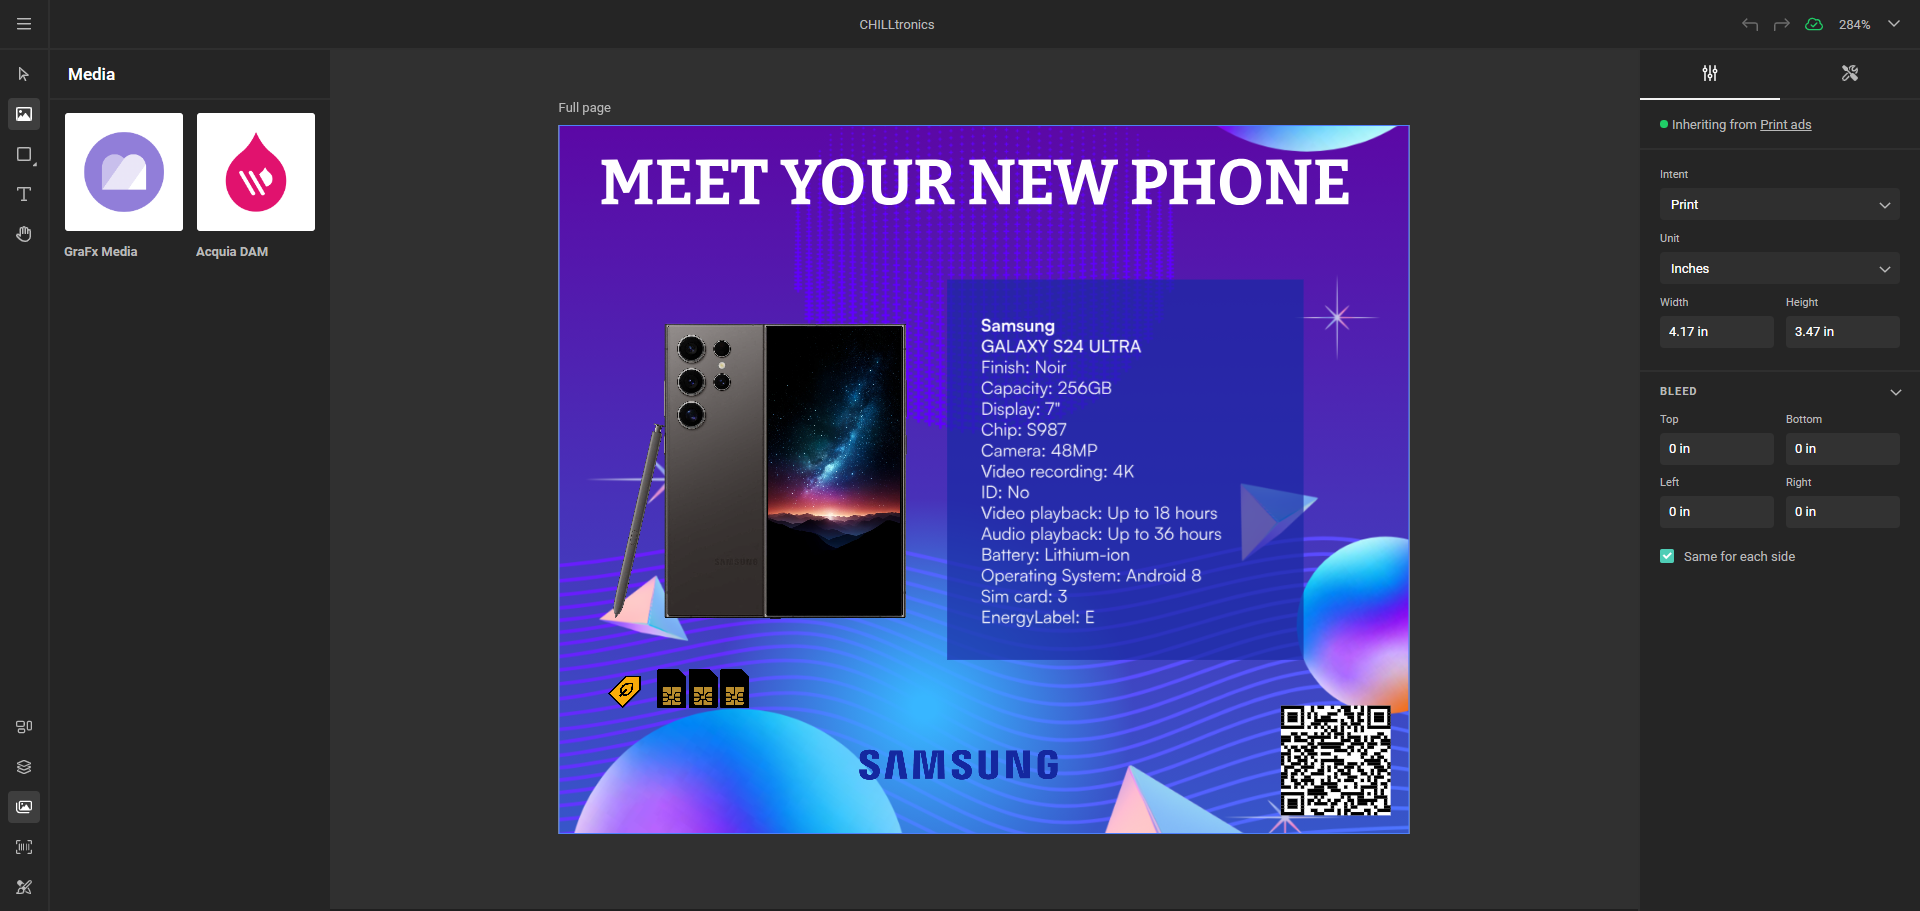 CHILLtronics
284%
Media
GraFx Media
Acquia DAM
Full page
MEET YOUR NEW PHONE
Samsung
GALAXY S24 ULTRA
Finish: Noir
Capacity: 256GB
Display: 7"
Chip: S987
Camera: 48MP
Video recording: 4K
ID: No
Video playback: Up to 18 hours
Audio playback: Up to 36 hours
Battery: Lithium-ion
Operating System: Android 8
Sim card: 3
EnergyLabel: E
SAMSUNG
SAMSUNG
Inheriting from Print ads
Intent
Print
Unit
Inches
Width Height
4.17 in 3.47 in
BLEED
Top Bottom
0 in 0 in
Left Right
0 in 0 in
Same for each side